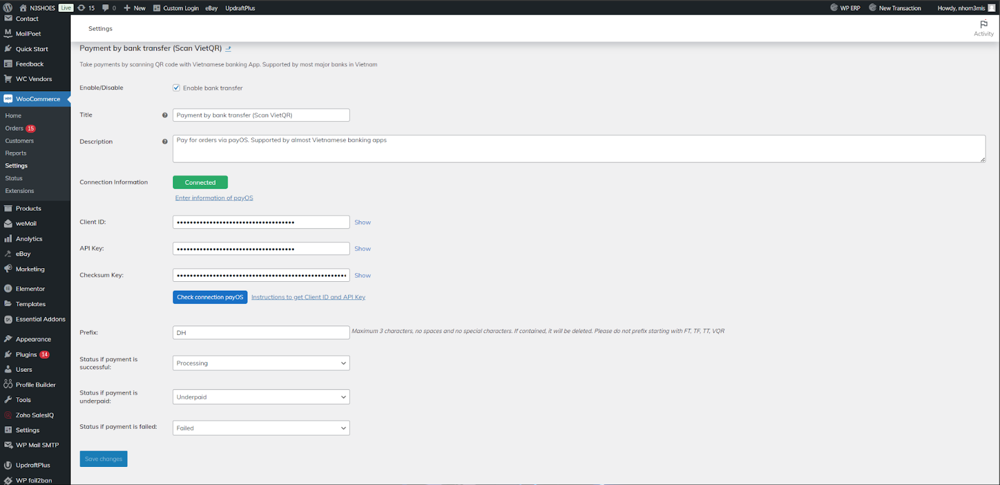 N3SHOES Live 15 0 New Custom Login eBay UpdraftPlus WP ERP New Transaction Howdy, nhom3mis
Contact
MailPoet
Quick Start
Feedback
WC Vendors
WooCommerce
Home
Orders 15
Customers
Reports
Settings
Status
Extensions
Products
weMail
Analytics
eBay
Marketing
Elementor
Templates
Essential Addons
Appearance
Plugins 14
Users
Profile Builder
Tools
Zoho SalesIQ
Settings
WP Mail SMTP
UpdraftPlus
WP fail2ban
Settings
Activity
Payment by bank transfer (Scan VietQR)
Take payments by scanning QR code with Vietnamese banking App. Supported by most major banks in Vietnam
Enable/Disable Enable bank transfer
Title Payment by bank transfer (Scan VietQR)
Description Pay for orders via payOS. Supported by almost Vietnamese banking apps
Connection Information Connected
Enter information of payOS
Client ID: Show
API Key: Show
Checksum Key: Show
Check connection payOS Instructions to get Client ID and API Key
Prefix: DH Maximum 3 characters, no spaces and no special characters. If contained, it will be deleted. Please do not prefix starting with FT, TF, TT, VQR
Status if payment is
successful: Processing
Status if payment is
underpaid: Underpaid
Status if payment is failed: Failed
Save changes